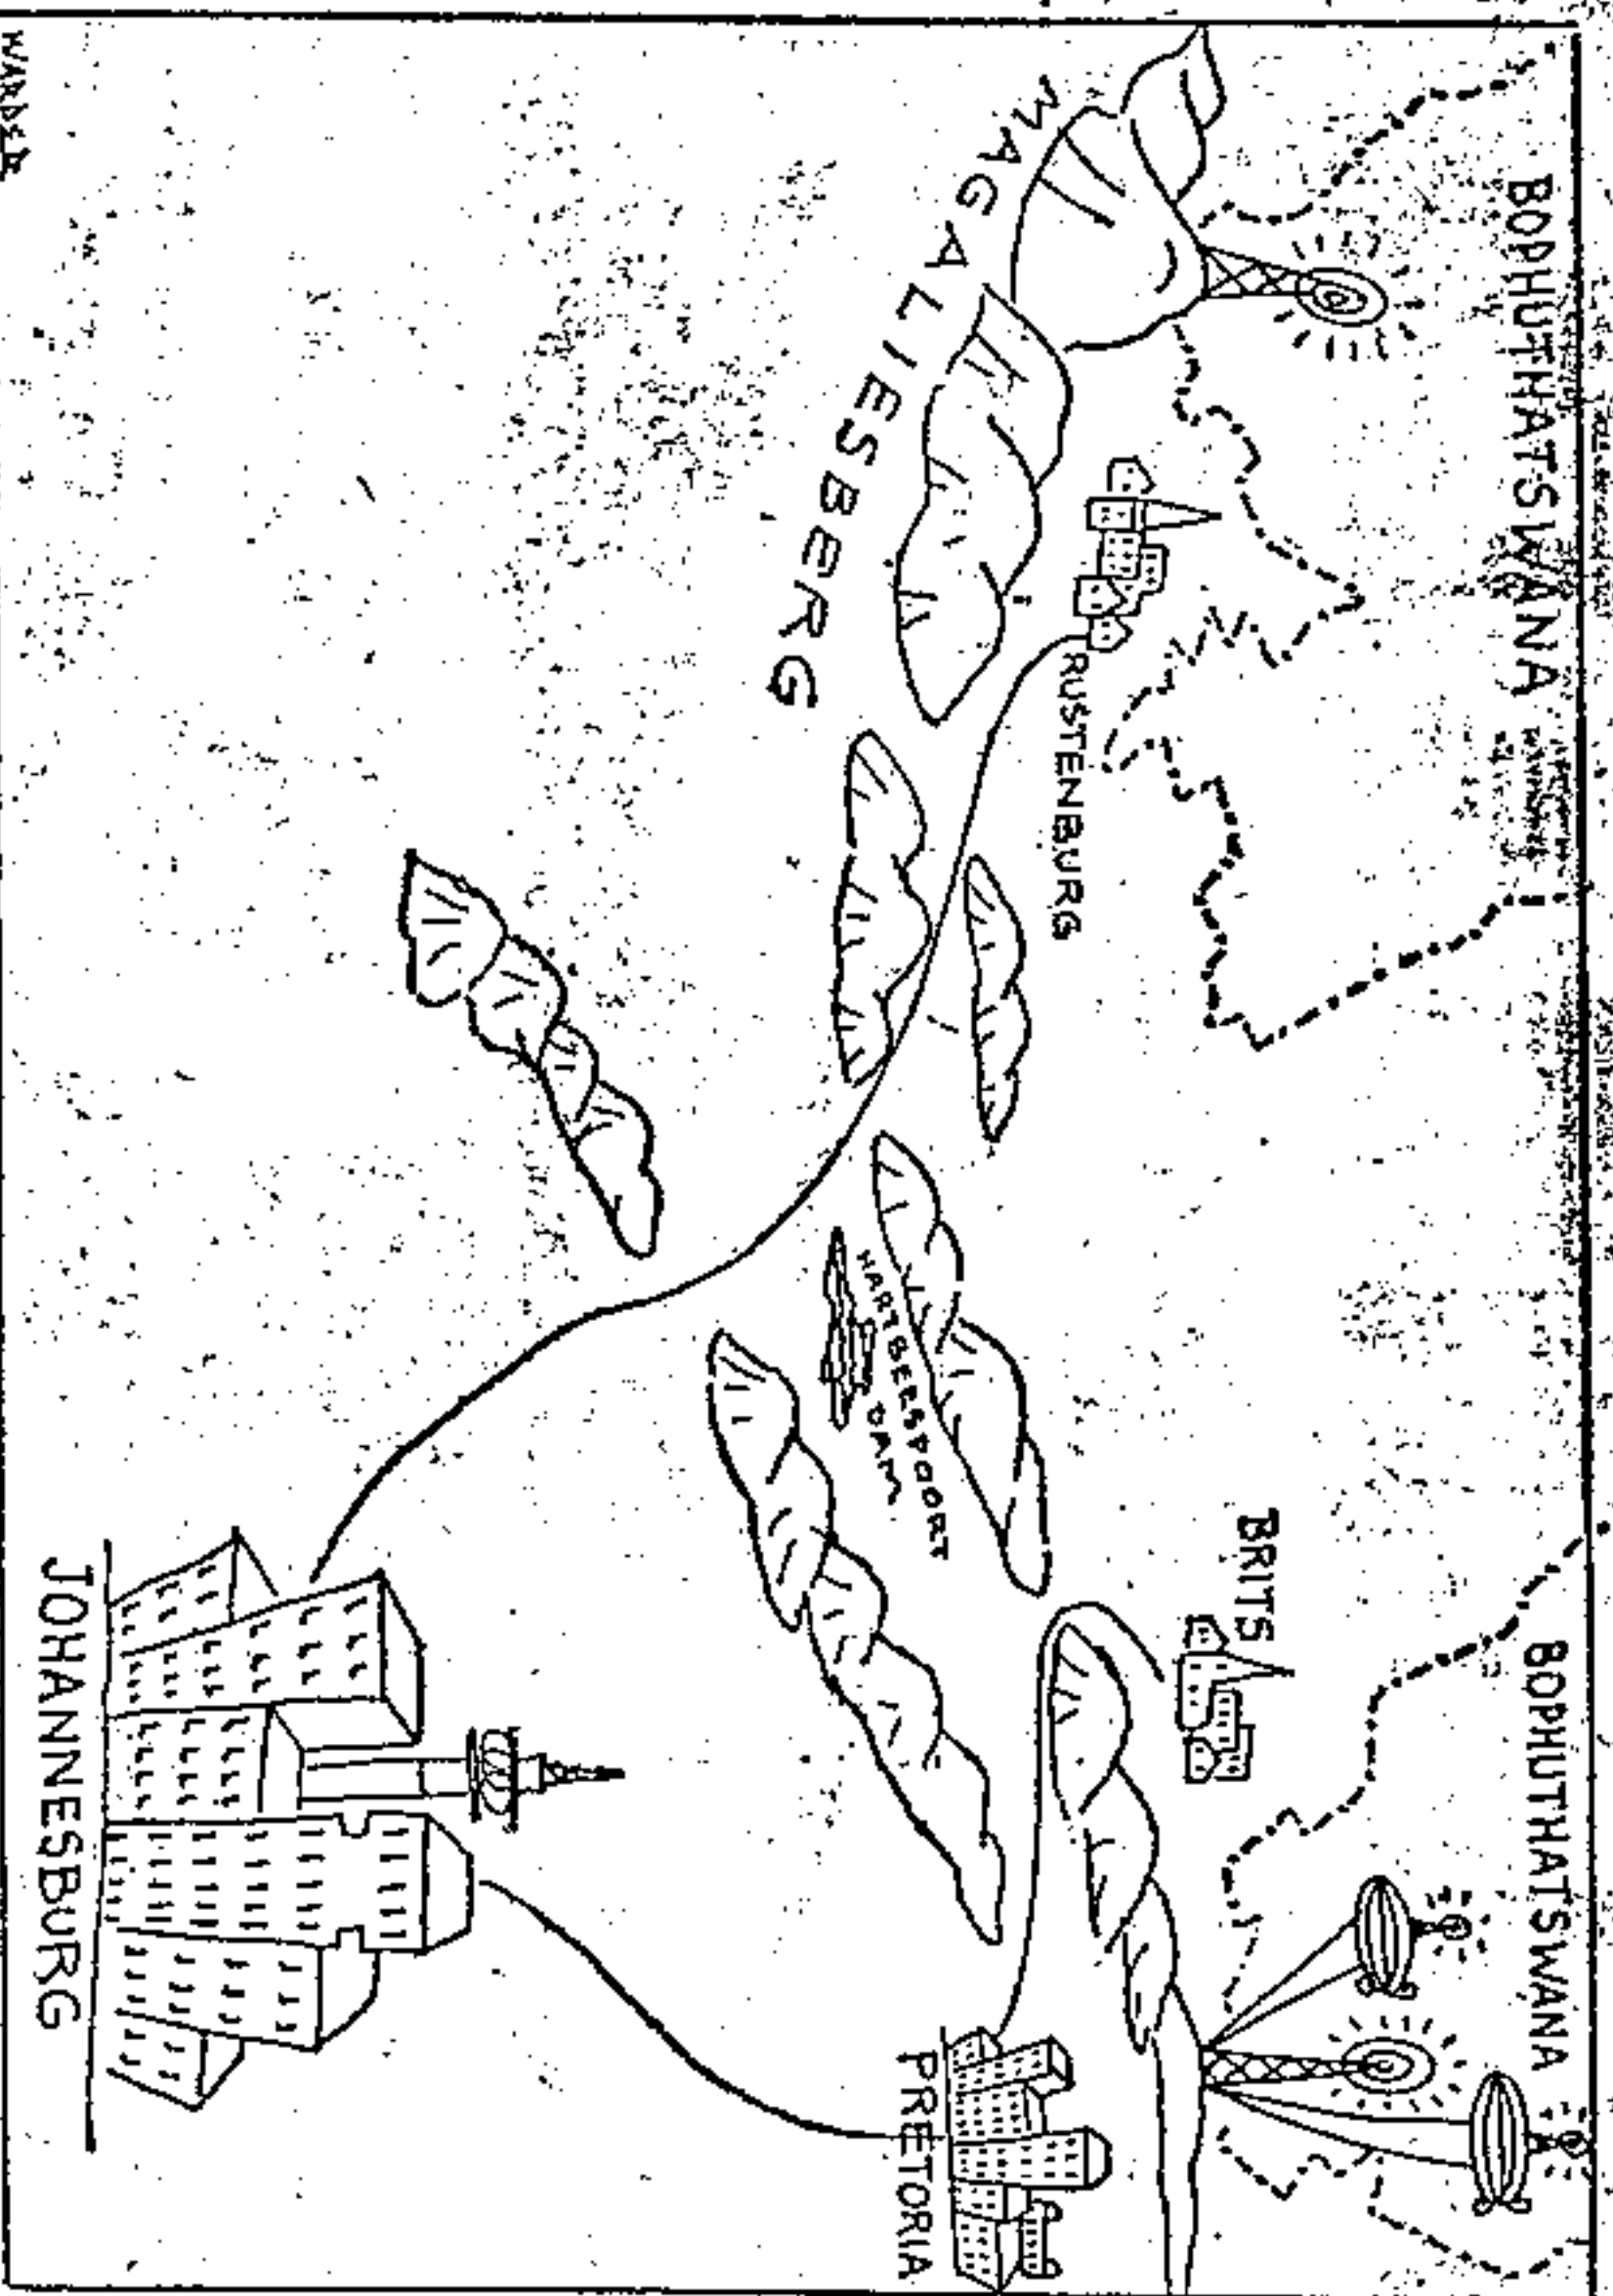 BOPHUTHATSWANA
BOPHUTHATSWANA
MAGALIESBERG
RUSTENBURG
BRITS
HARTBEESPOORT
DAM
PRETORIA
JOHANNESBURG